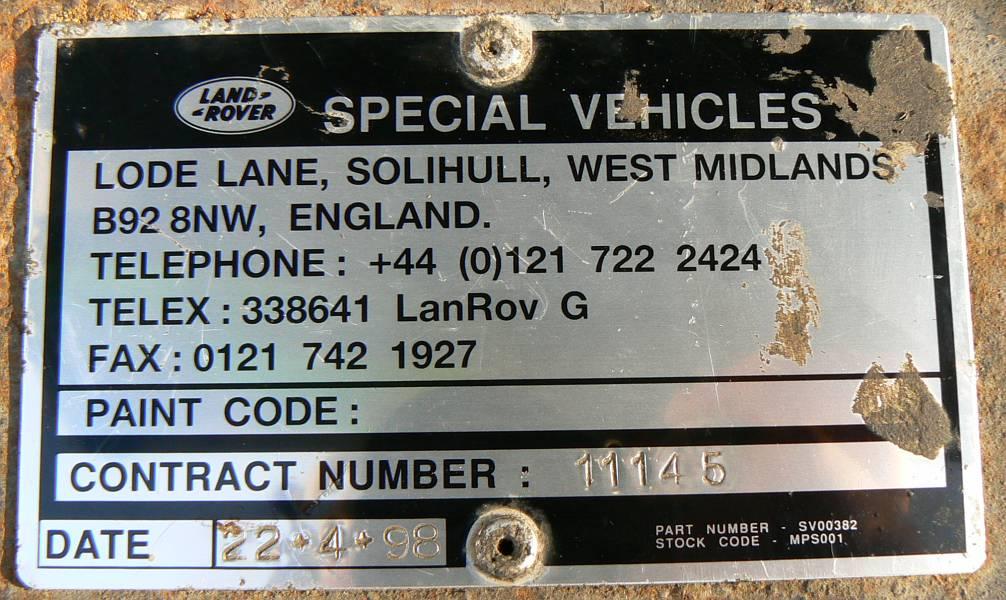 LAND-
-ROVER
SPECIAL VEHICLES
LODE LANE, SOLIHULL, WEST MIDLANDS
B92 8NW, ENGLAND.
TELEPHONE : +44 (0)121 722 2424
TELEX : 338641 LanRov G
FAX : 0121 742 1927
PAINT CODE :
CONTRACT NUMBER : 11145
DATE 22+4+98
PART NUMBER - SV00382
STOCK CODE - MPS001